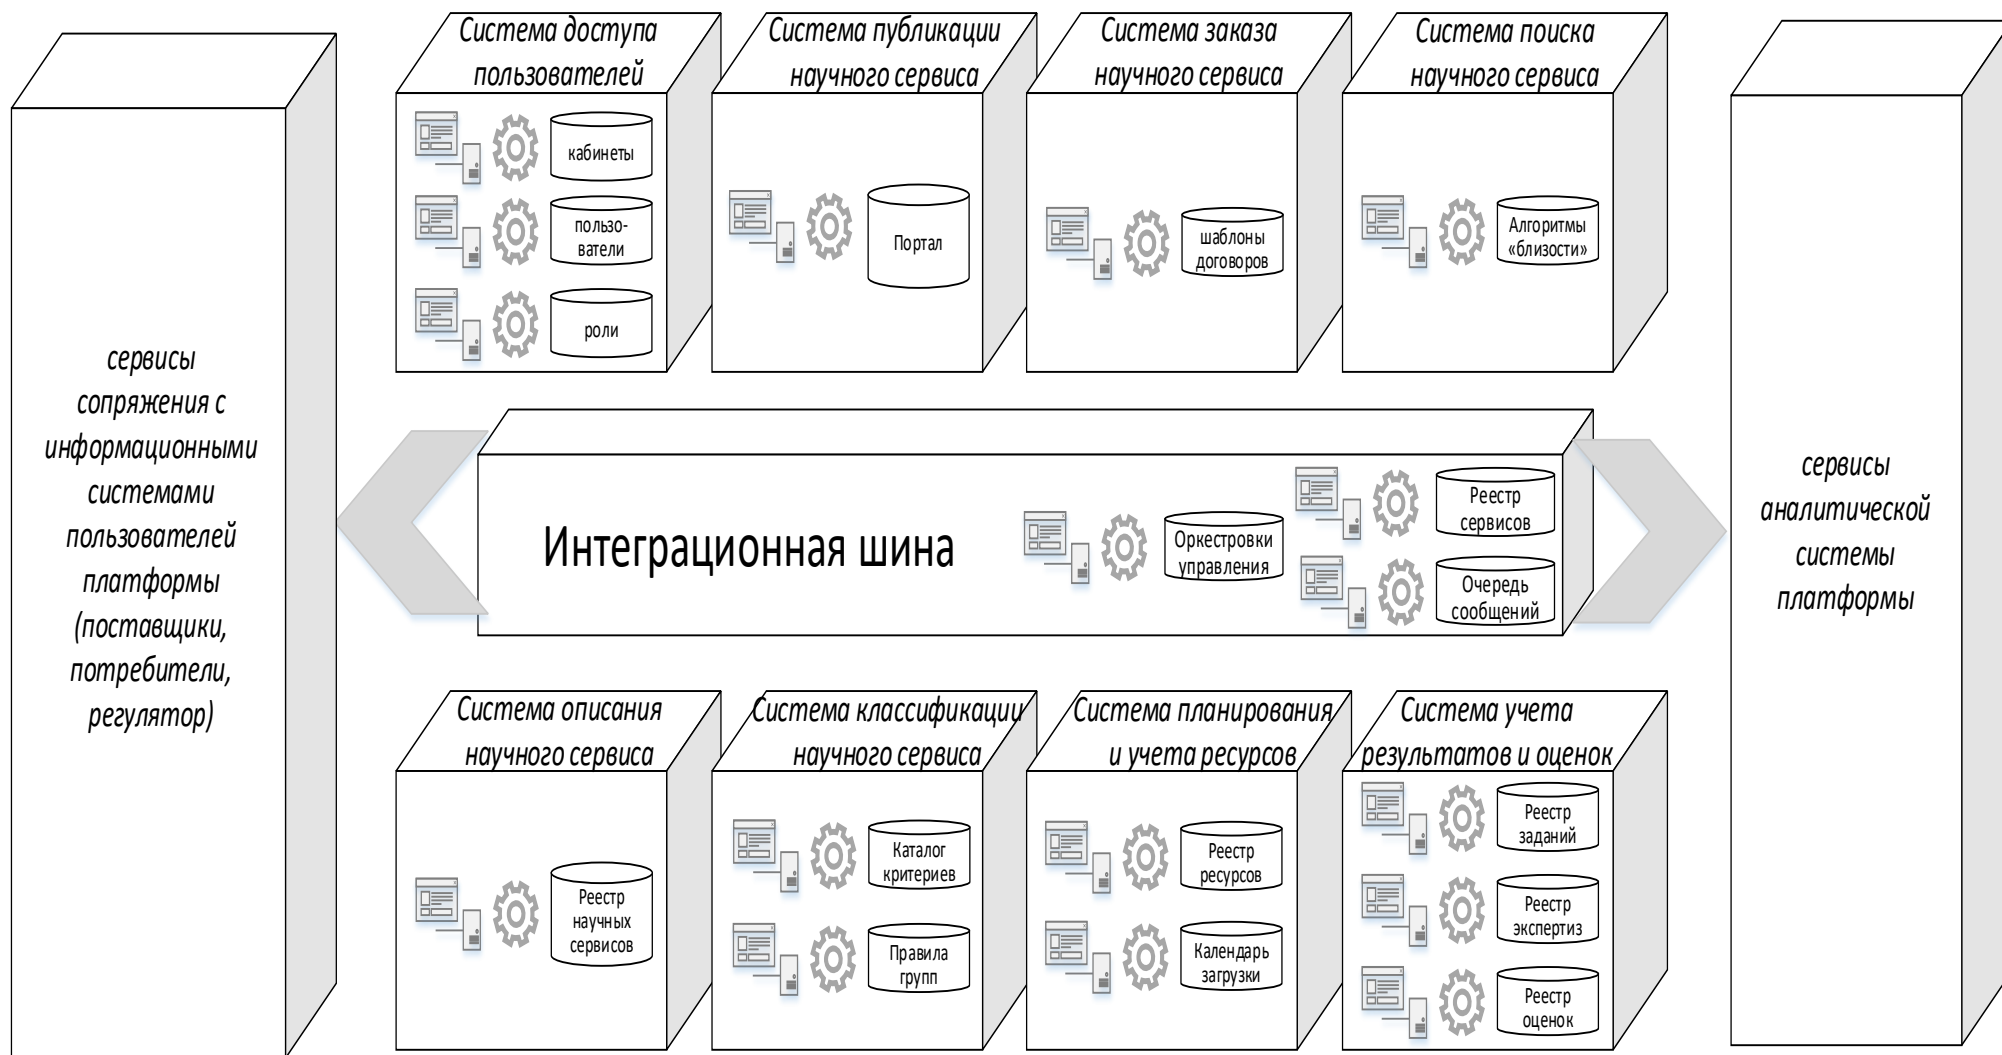 Система доступа
пользователей
кабинеты
пользо-
ватели
роли
Система публикации
научного сервиса
Портал
Система заказа
научного сервиса
шаблоны
договоров
Система поиска
научного сервиса
Алгоритмы
«близости»
сервисы
сопряжения с
информационными
системами
пользователей
платформы
(поставщики,
потребители,
регулятор)
Интеграционная шина
Оркестровки
управления
Реестр
сервисов
Очередь
сообщений
сервисы
аналитической
системы
платформы
Система описания
научного сервиса
Реестр
научных
сервисов
Система классификации
научного сервиса
Каталог
критериев
Правила
групп
Система планирования
и учета ресурсов
Реестр
ресурсов
Календарь
загрузки
Система учета
результатов и оценок
Реестр
заданий
Реестр
экспертиз
Реестр
оценок